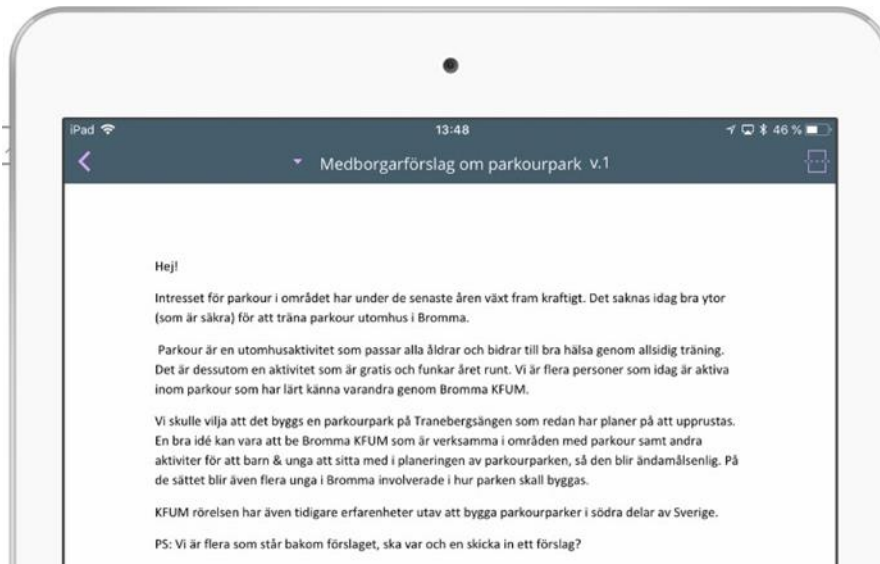 iPad 13:48 46 %
Medborgarförslag om parkourpark v.1
Hej!
Intresset för parkour i området har under de senaste åren växt fram kraftigt. Det saknas idag bra ytor
(som är säkra) för att träna parkour utomhus i Bromma.
Parkour är en utomhusaktivitet som passar alla åldrar och bidrar till bra hälsa genom allsidig träning.
Det är dessutom en aktivitet som är gratis och funkar året runt. Vi är flera personer som idag är aktiva
inom parkour som har lärt känna varandra genom Bromma KFUM.
Vi skulle vilja att det byggs en parkourpark på Tranebergsängen som redan har planer på att upprustas.
En bra idé kan vara att be Bromma KFUM som är verksamma i områden med parkour samt andra
aktiviter för att barn & unga att sitta med i planeringen av parkourparken, så den blir ändamålsenlig. På
de sättet blir även flera unga i Bromma involverade i hur parken skall byggas.
KFUM rörelsen har även tidigare erfarenheter utav att bygga parkourparker i södra delar av Sverige.
PS: Vi är flera som står bakom förslaget, ska var och en skicka in ett förslag?